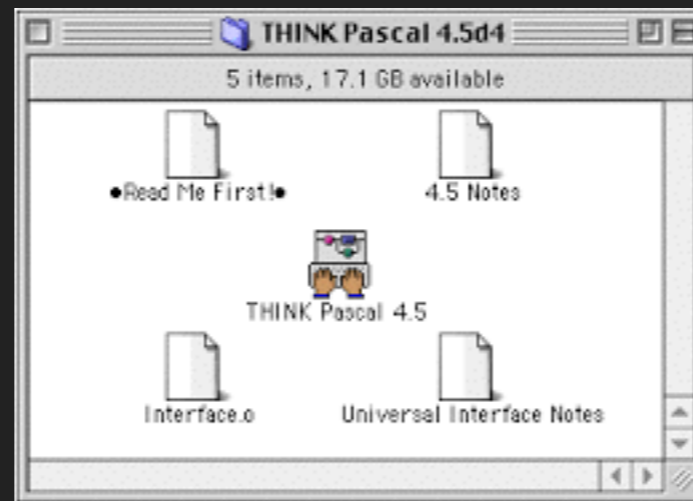 THINK Pascal 4.5d4
5 items, 17.1 GB available
•Read Me First!•
4.5 Notes
THINK Pascal 4.5
Interface.o
Universal Interface Notes